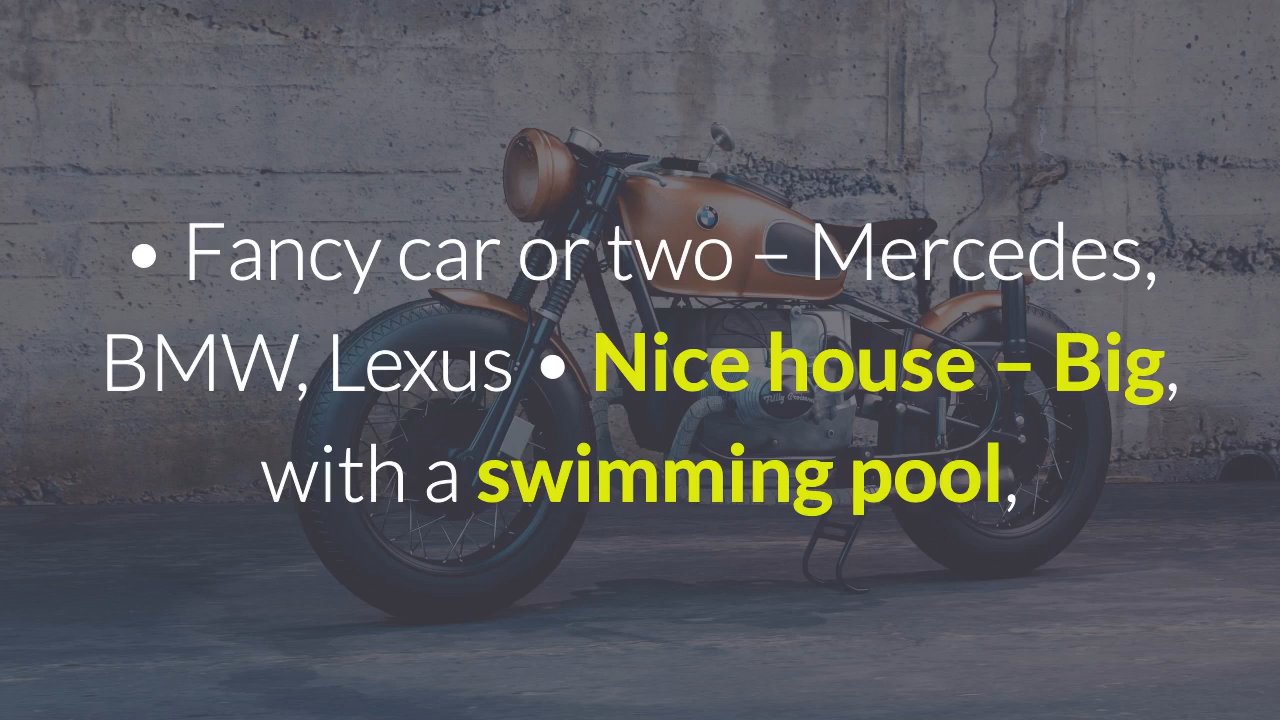 • Fancy car or two – Mercedes,
BMW, Lexus • Nice house – Big,
with a swimming pool,